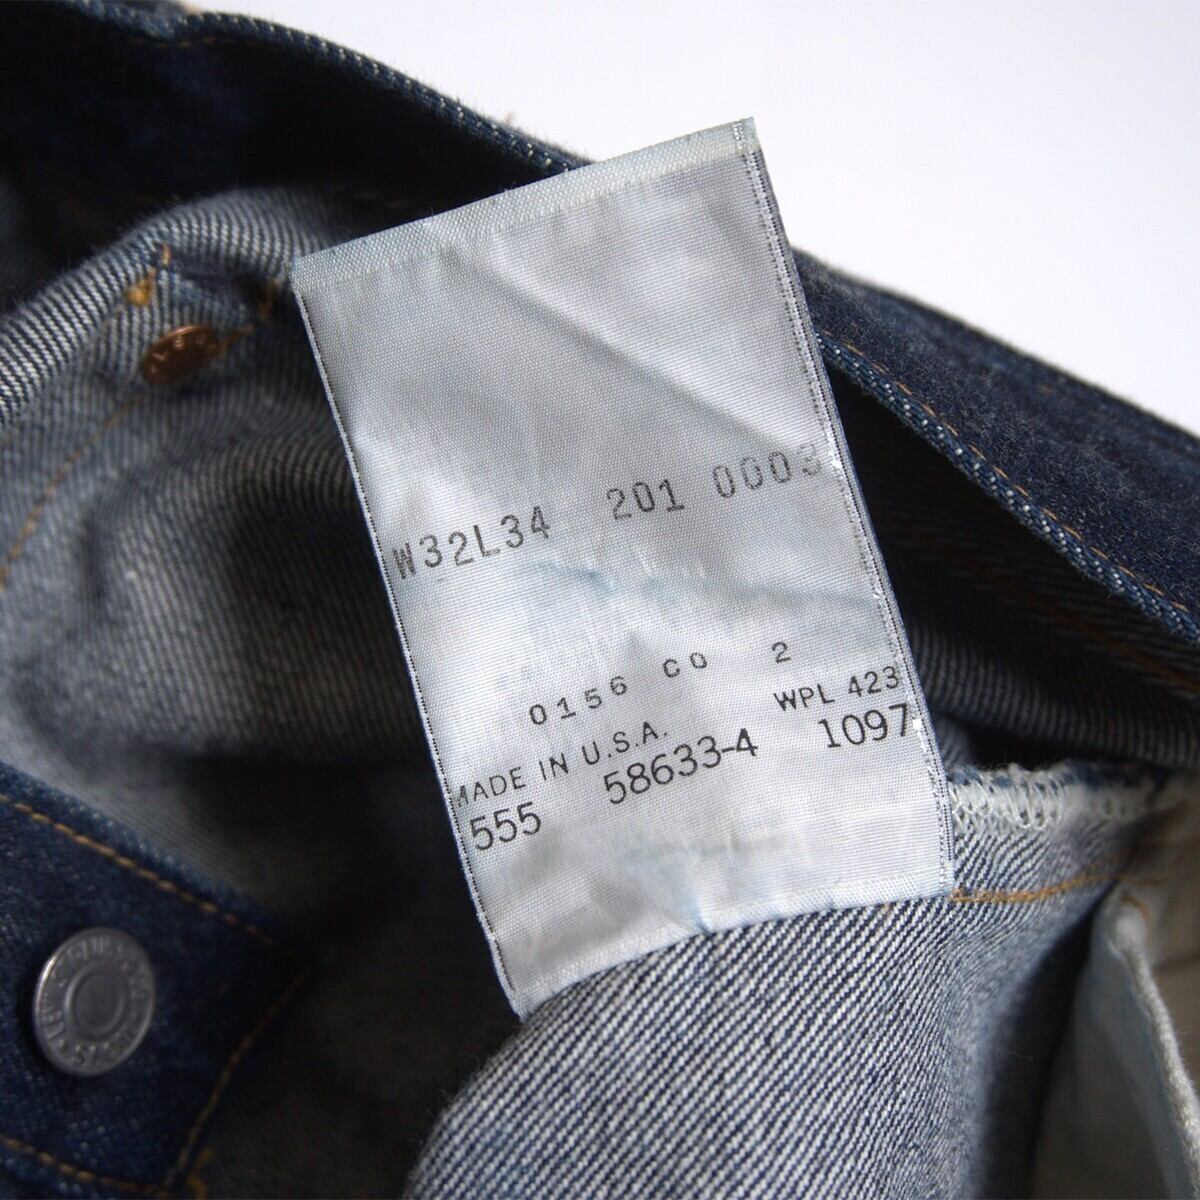 W32L34 201 0003
0156 CO 2
MADE IN U.S.A. WPL 423
555 58633-4 1097